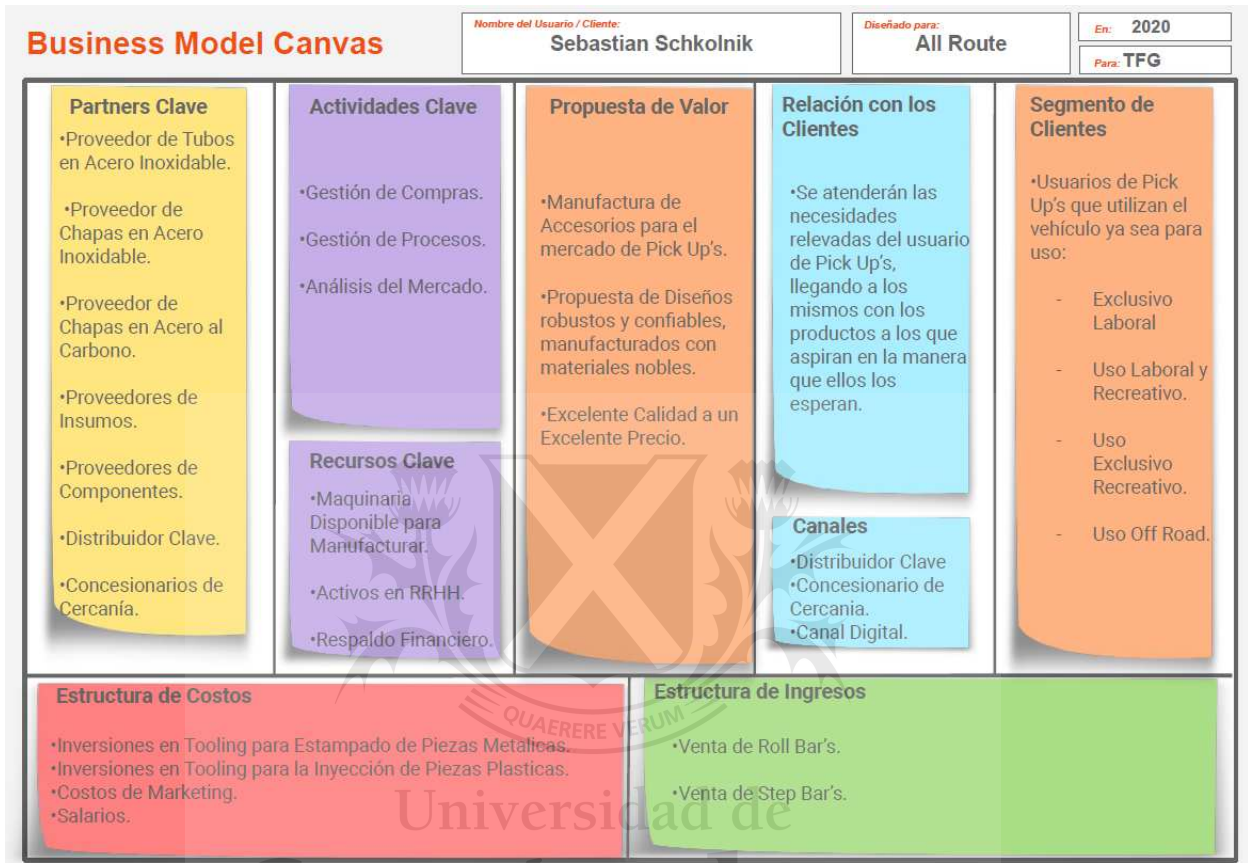 Business Model Canvas
Nombre del Usuario / Cliente:
Sebastian Schkolnik
Diseñado para:
All Route
En: 2020
Para: TFG
Partners Clave
•Proveedor de Tubos
en Acero Inoxidable.
•Proveedor de
Chapas en Acero
Inoxidable.
•Proveedor de
Chapas en Acero al
Carbono.
•Proveedores de
Insumos.
•Proveedores de
Componentes.
•Distribuidor Clave.
•Concesionarios de
Cercanía.
Actividades Clave
•Gestión de Compras.
•Gestión de Procesos.
•Análisis del Mercado.
Recursos Clave
•Maquinaria
Disponible para
Manufacturar.
•Activos en RRHH.
•Respaldo Financiero.
Propuesta de Valor
•Manufactura de
Accesorios para el
mercado de Pick Up's.
•Propuesta de Diseños
robustos y confiables,
manufacturados con
materiales nobles.
•Excelente Calidad a un
Excelente Precio.
Relación con los
Clientes
•Se atenderán las
necesidades
relevadas del usuario
de Pick Up's,
llegando a los
mismos con los
productos a los que
aspiran en la manera
que ellos los
esperan.
Canales
•Distribuidor Clave
•Concesionario de
Cercania.
•Canal Digital.
Segmento de
Clientes
•Usuarios de Pick
Up's que utilizan el
vehículo ya sea para
uso:
- Exclusivo
Laboral
- Uso Laboral y
Recreativo.
- Uso
Exclusivo
Recreativo.
- Uso Off Road.
Estructura de Costos
•Inversiones en Tooling para Estampado de Piezas Metálicas.
•Inversiones en Tooling para la Inyección de Piezas Plasticas.
•Costos de Marketing.
•Salarios.
Estructura de Ingresos
•Venta de Roll Bar's.
•Venta de Step Bar's.
QUAERERE VERUM
Universidad de